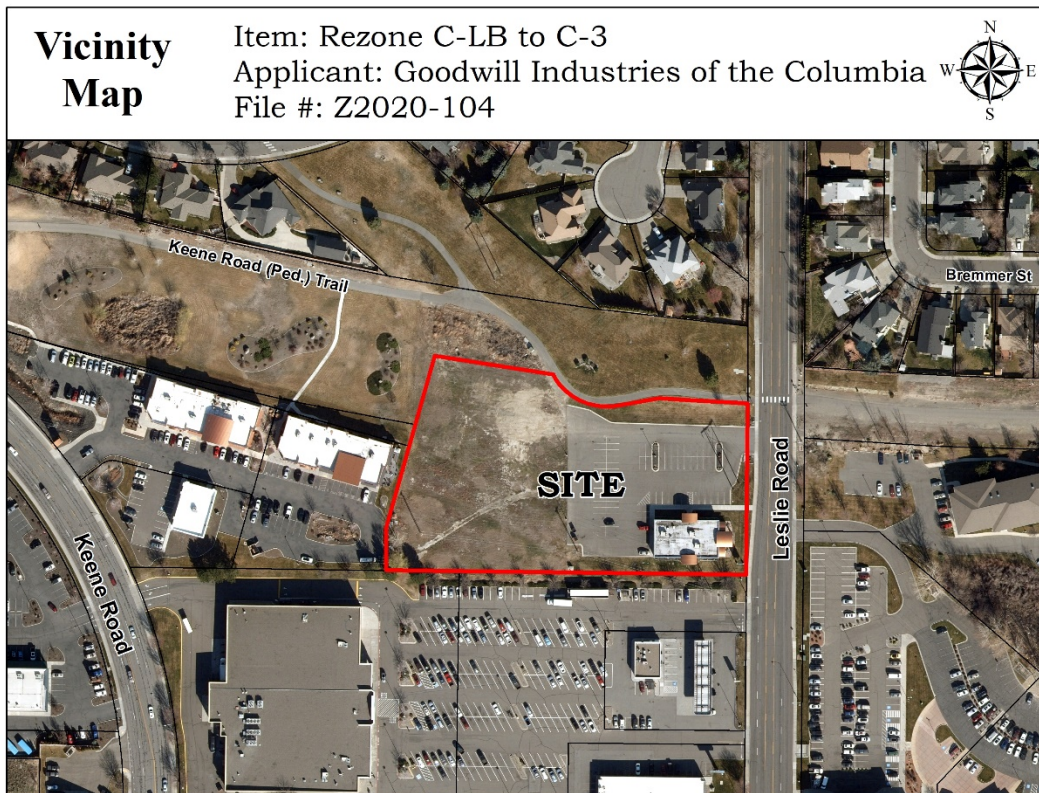 Vicinity
Map
Item: Rezone C-LB to C-3
Applicant: Goodwill Industries of the Columbia
File #: Z2020-104
N
W E
S
Keene Road (Ped.) Trail
Bremmer St
SITE
Leslie Road
Keene Road